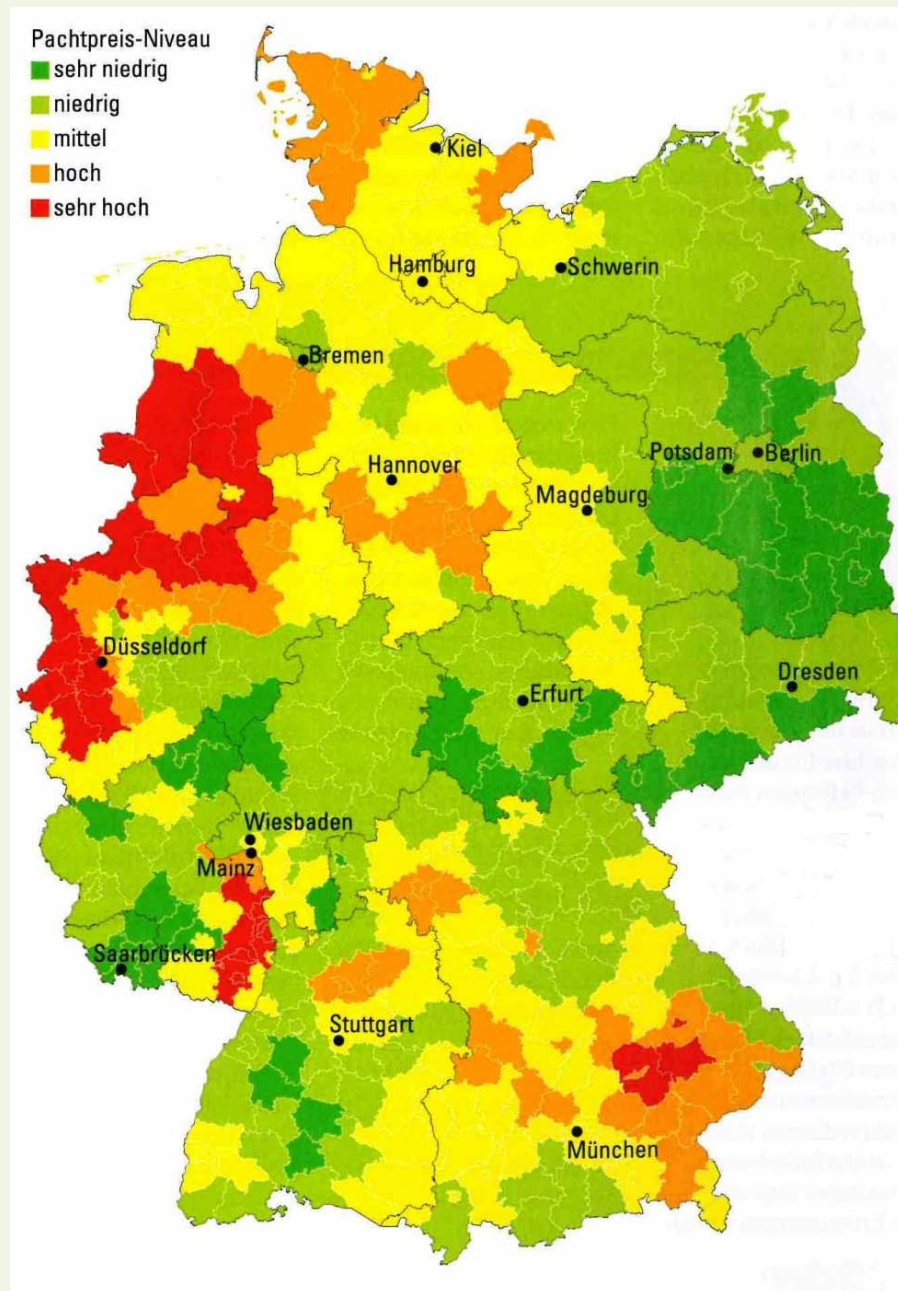 Pachtpreis-Niveau
sehr niedrig
niedrig
mittel
hoch
sehr hoch
Kiel
Hamburg
Schwerin
Bremen
Hannover
Potsdam
Berlin
Magdeburg
Düsseldorf
Erfurt
Dresden
Wiesbaden
Mainz
Saarbrücken
Stuttgart
München